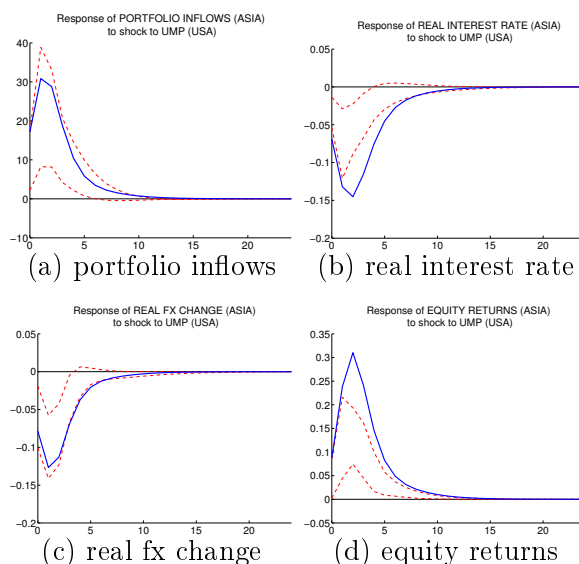 Response of PORTFOLIO INFLOWS (ASIA)
to shock to UMP (USA)
40
30
20
10
0
−10
0 5 10 15 20
(a) portfolio inflows
Response of REAL INTEREST RATE (ASIA)
to shock to UMP (USA)
0.05
0
−0.05
−0.1
−0.15
−0.2
0 5 10 15 20
(b) real interest rate
Response of REAL FX CHANGE (ASIA)
to shock to UMP (USA)
0.05
0
−0.05
−0.1
−0.15
−0.2
0 5 10 15 20
(c) real fx change
Response of EQUITY RETURNS (ASIA)
to shock to UMP (USA)
0.35
0.3
0.25
0.2
0.15
0.1
0.05
0
−0.05
0 5 10 15 20
(d) equity returns